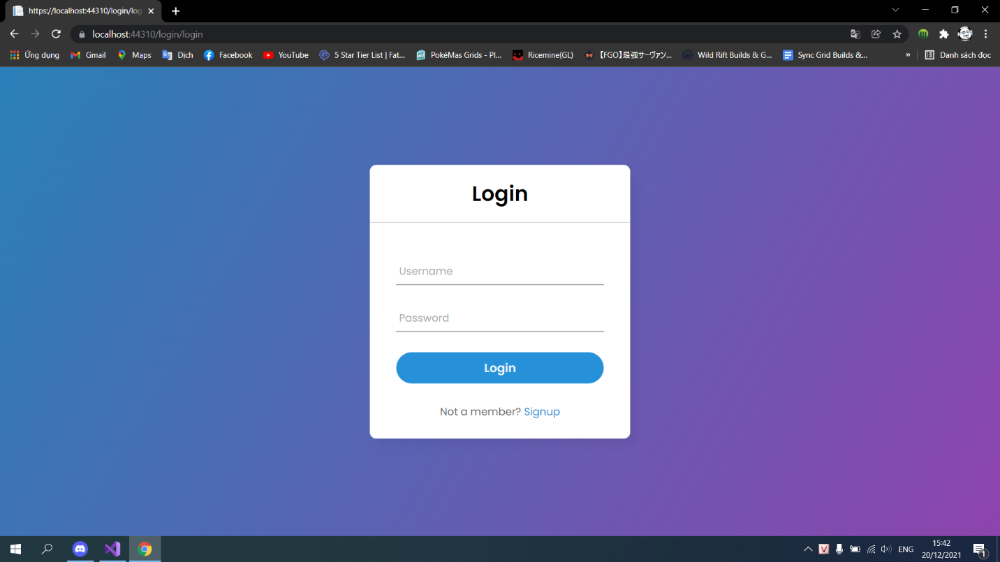 https://localhost:44310/login/log
localhost:44310/login/login
Ứng dụng
Gmail
Maps
Dịch
Facebook
YouTube
5 Star Tier List | Fat...
PokéMas Grids - Pl...
Ricemine(GL)
【FGO】最強サーヴァン...
Wild Rift Builds & G...
Sync Grid Builds &...
»
Danh sách đọc
Login
Username
Password
Login
Not a member? Signup
ENG
15:42
20/12/2021
1